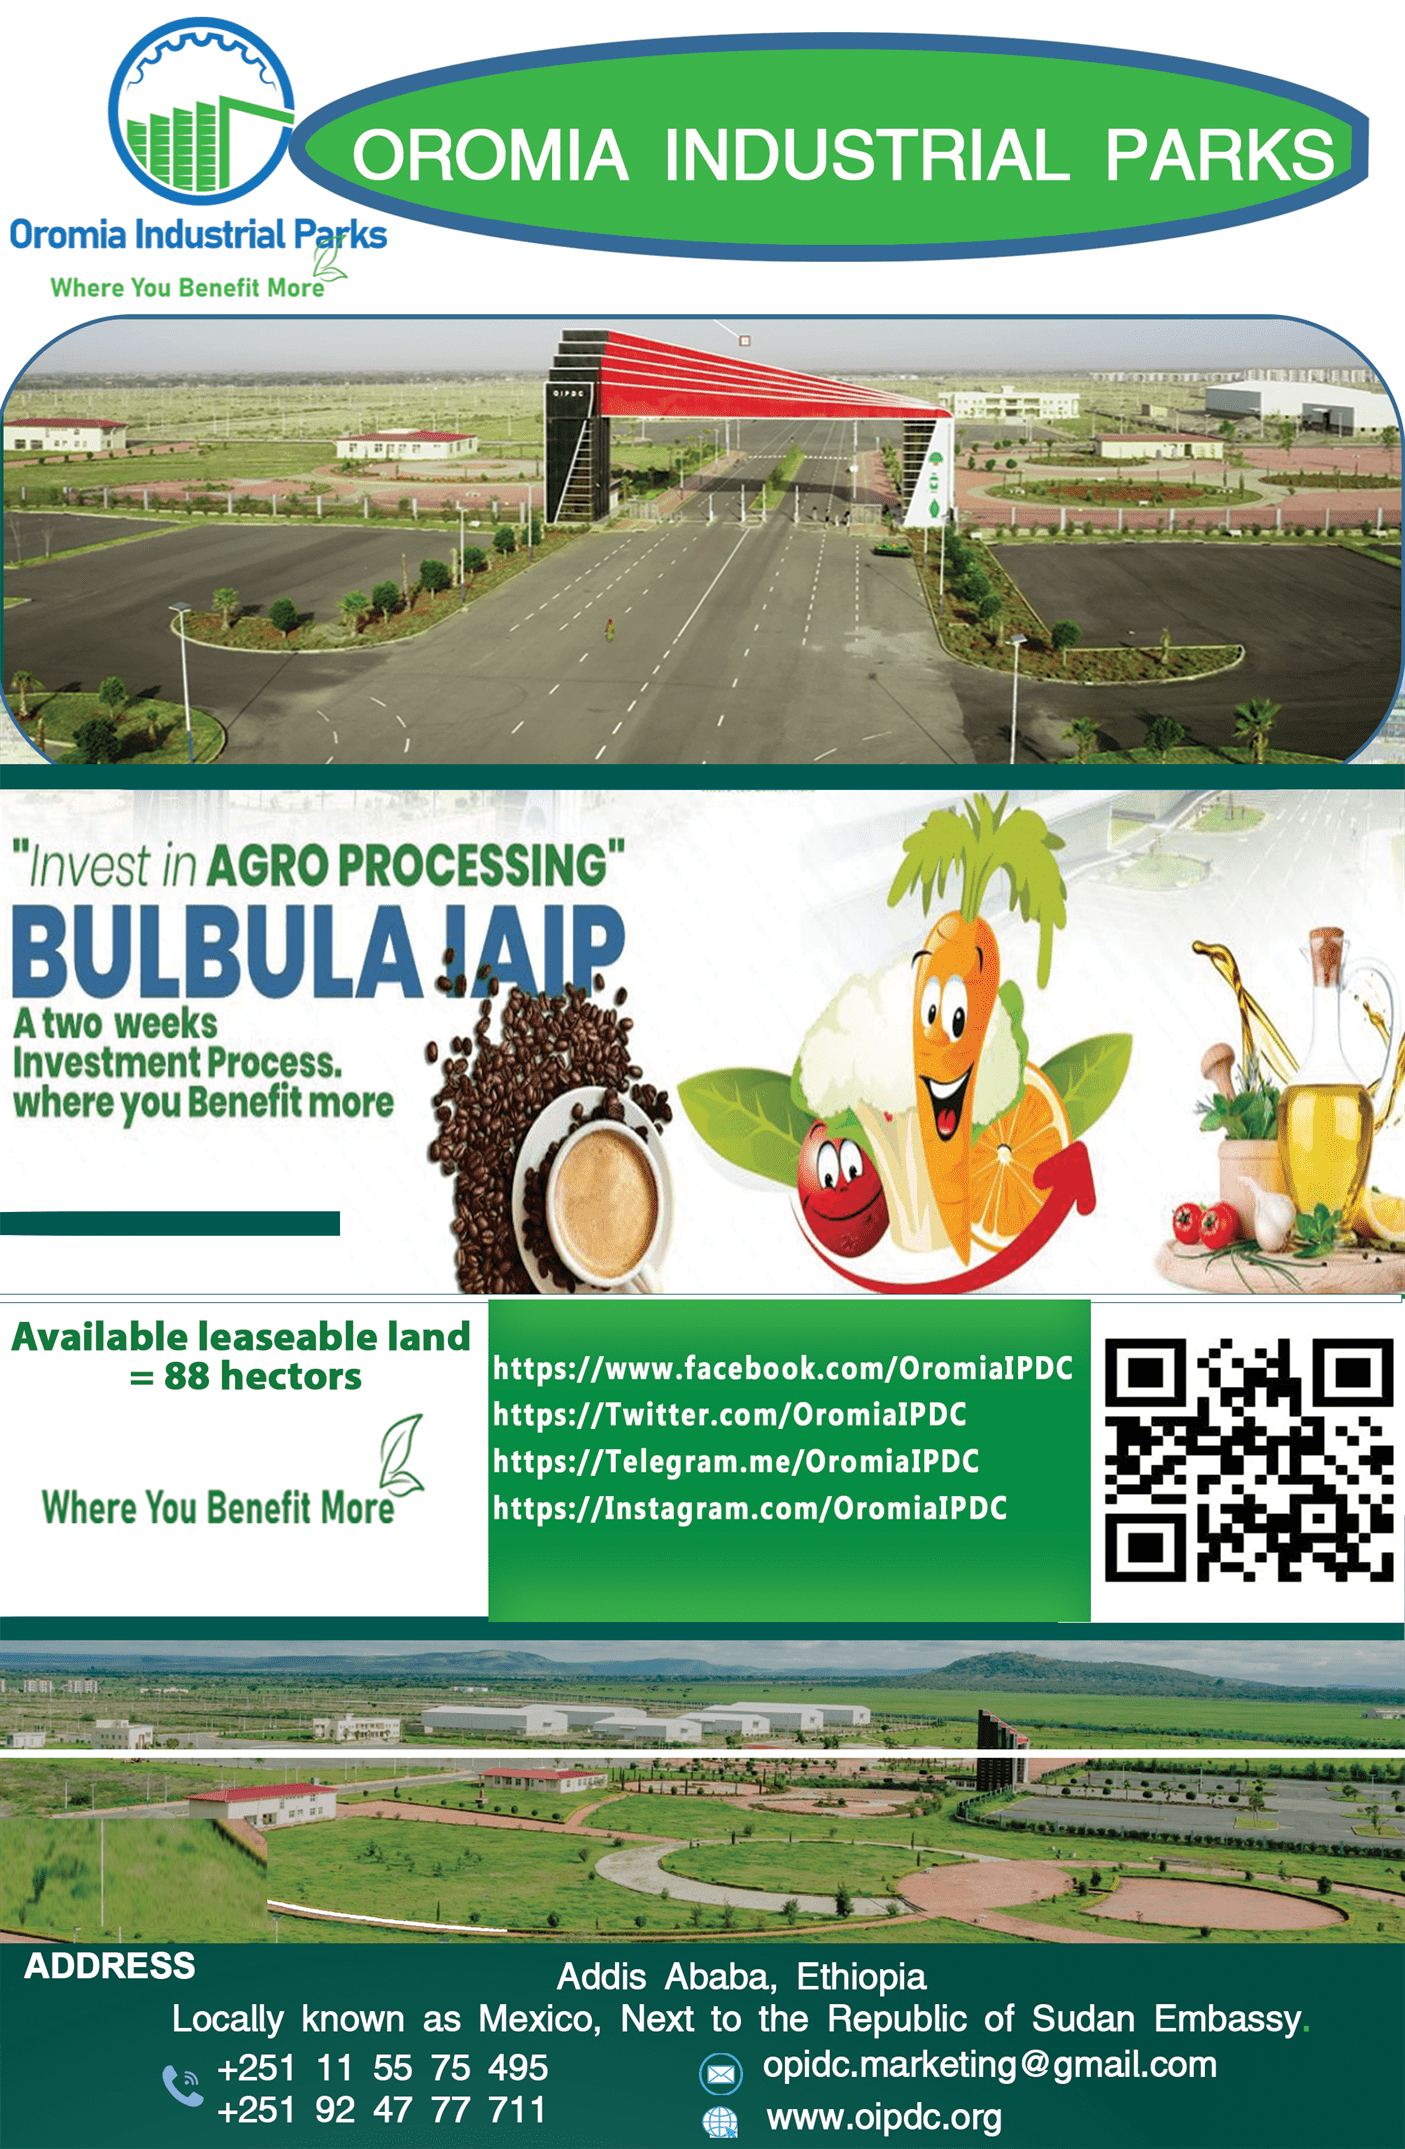 OROMIA INDUSTRIAL PARKS
Oromia Industrial Parks
Where You Benefit More
OIPDC
"Invest in AGRO PROCESSING"
BULBULA IAIP
A two weeks
Investment Process.
where you Benefit more
Available leaseable land
= 88 hectors
Where You Benefit More
https://www.facebook.com/OromiaIPDC
https://Twitter.com/OromiaIPDC
https://Telegram.me/OromiaIPDC
https://Instagram.com/OromiaIPDC
ADDRESS
Addis Ababa, Ethiopia
Locally known as Mexico, Next to the Republic of Sudan Embassy.
+251 11 55 75 495
+251 92 47 77 711
opidc.marketing@gmail.com
www.oipdc.org